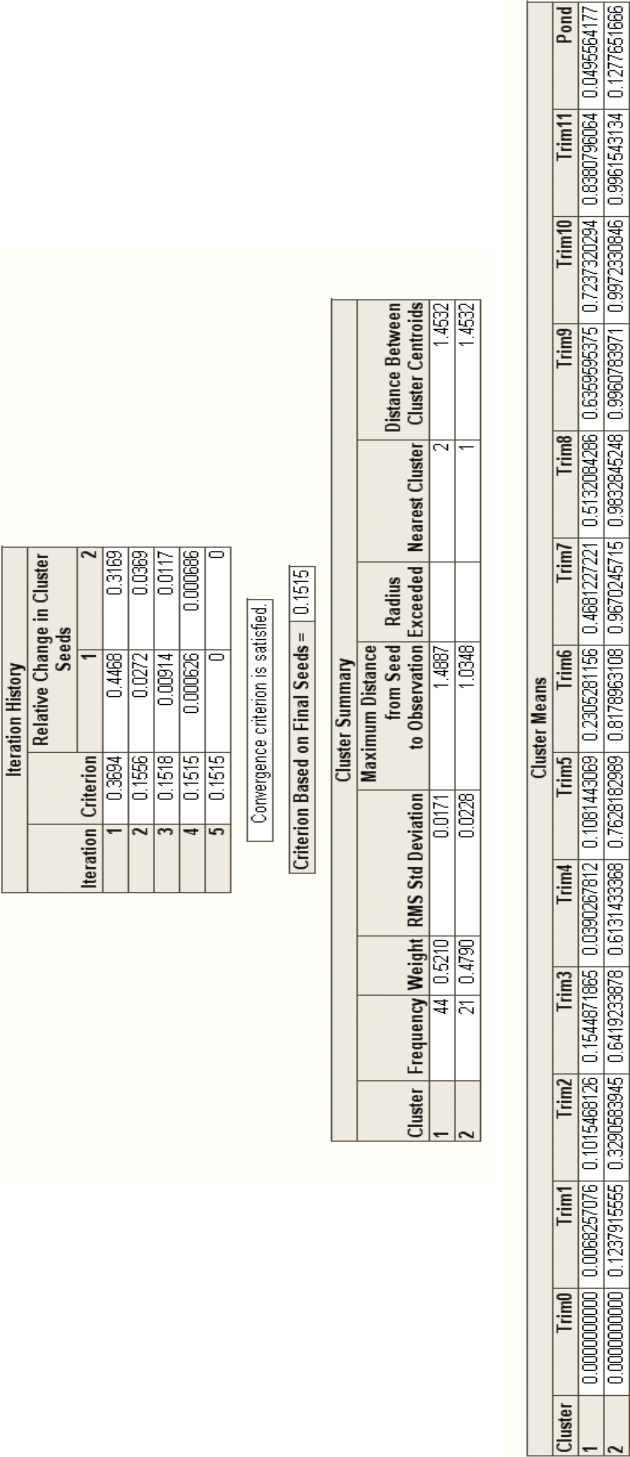 Iteration History
Iteration Criterion Relative Change in Cluster Seeds
1 2
1 0.3694 0.4468 0.3169
2 0.1556 0.0272 0.0369
3 0.1518 0.00914 0.0117
4 0.1515 0.000626 0.000686
5 0.1515 0 0
Convergence criterion is satisfied.
Criterion Based on Final Seeds = 0.1515
Cluster Summary
Cluster Frequency Weight RMS Std Deviation Maximum Distance from Seed to Observation Radius Exceeded Nearest Cluster Distance Between Cluster Centroids
1 44 0.5210 0.0171 1.4887 2 1.4532
2 21 0.4790 0.0228 1.0348 1 1.4532
Cluster Means
Cluster Trim0 Trim1 Trim2 Trim3 Trim4 Trim5 Trim6 Trim7 Trim8 Trim9 Trim10 Trim11 Pond
1 0.0000000000 0.0068257076 0.1015468126 0.1544871865 0.0390267812 0.1081443069 0.2305281156 0.4681227221 0.5132084286 0.6359595375 0.7237320294 0.8380796064 0.0495564177
2 0.0000000000 0.1237915555 0.3290583945 0.6419233878 0.6131433368 0.7628182989 0.8178963108 0.9670245715 0.9832845248 0.9960783971 0.9972330846 0.9961543134 0.1277651666